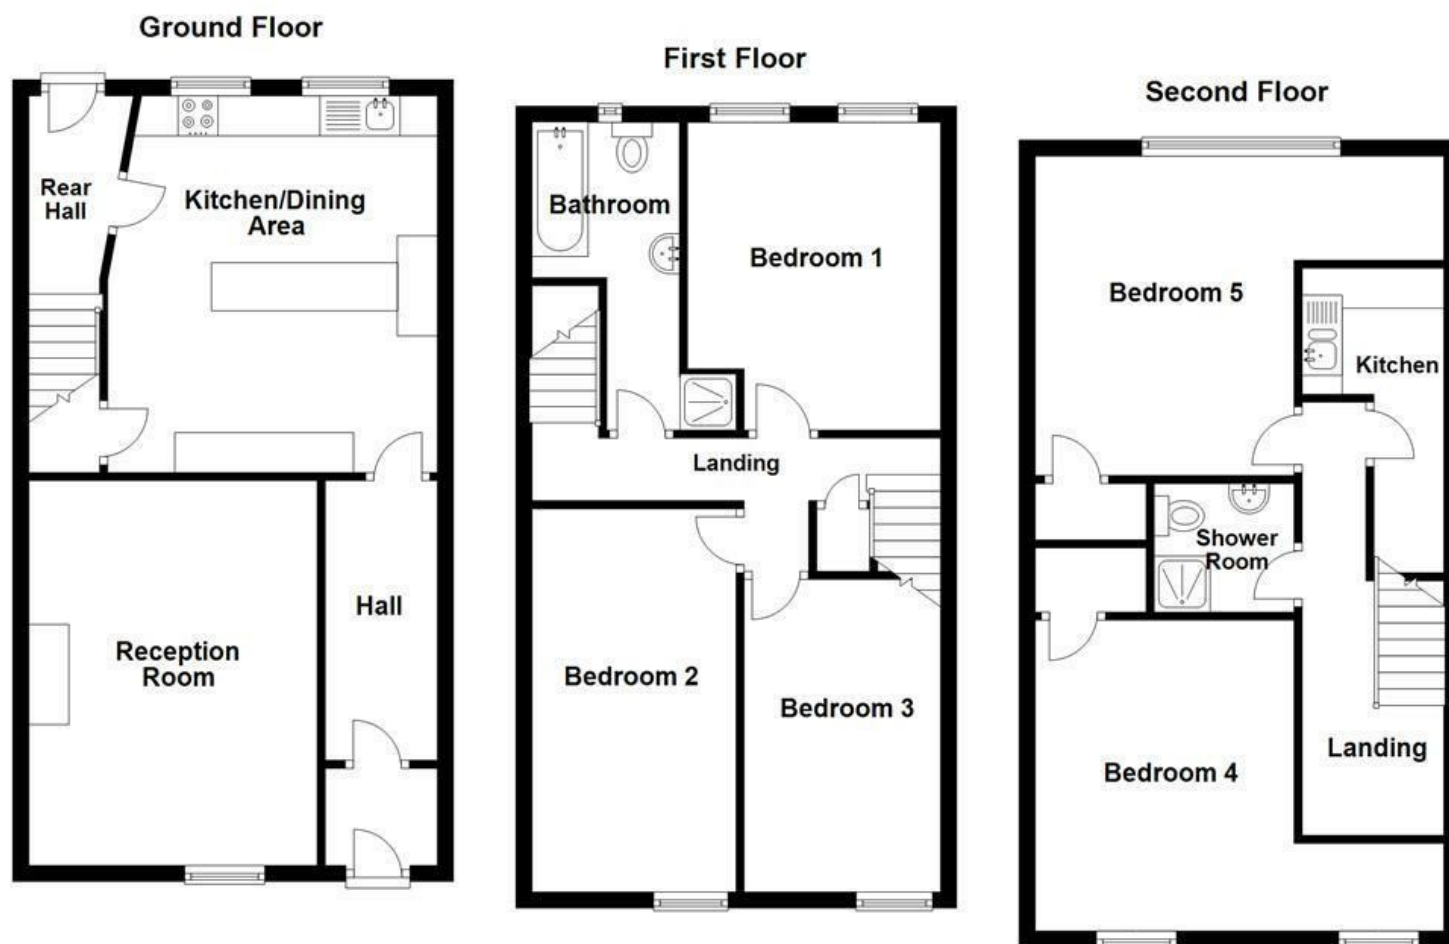 Ground Floor
Rear
Hall
Kitchen/Dining
Area
Reception
Room
Hall
First Floor
Bathroom
Bedroom 1
Landing
Bedroom 2
Bedroom 3
Second Floor
Bedroom 5
Kitchen
Shower
Room
Landing
Bedroom 4